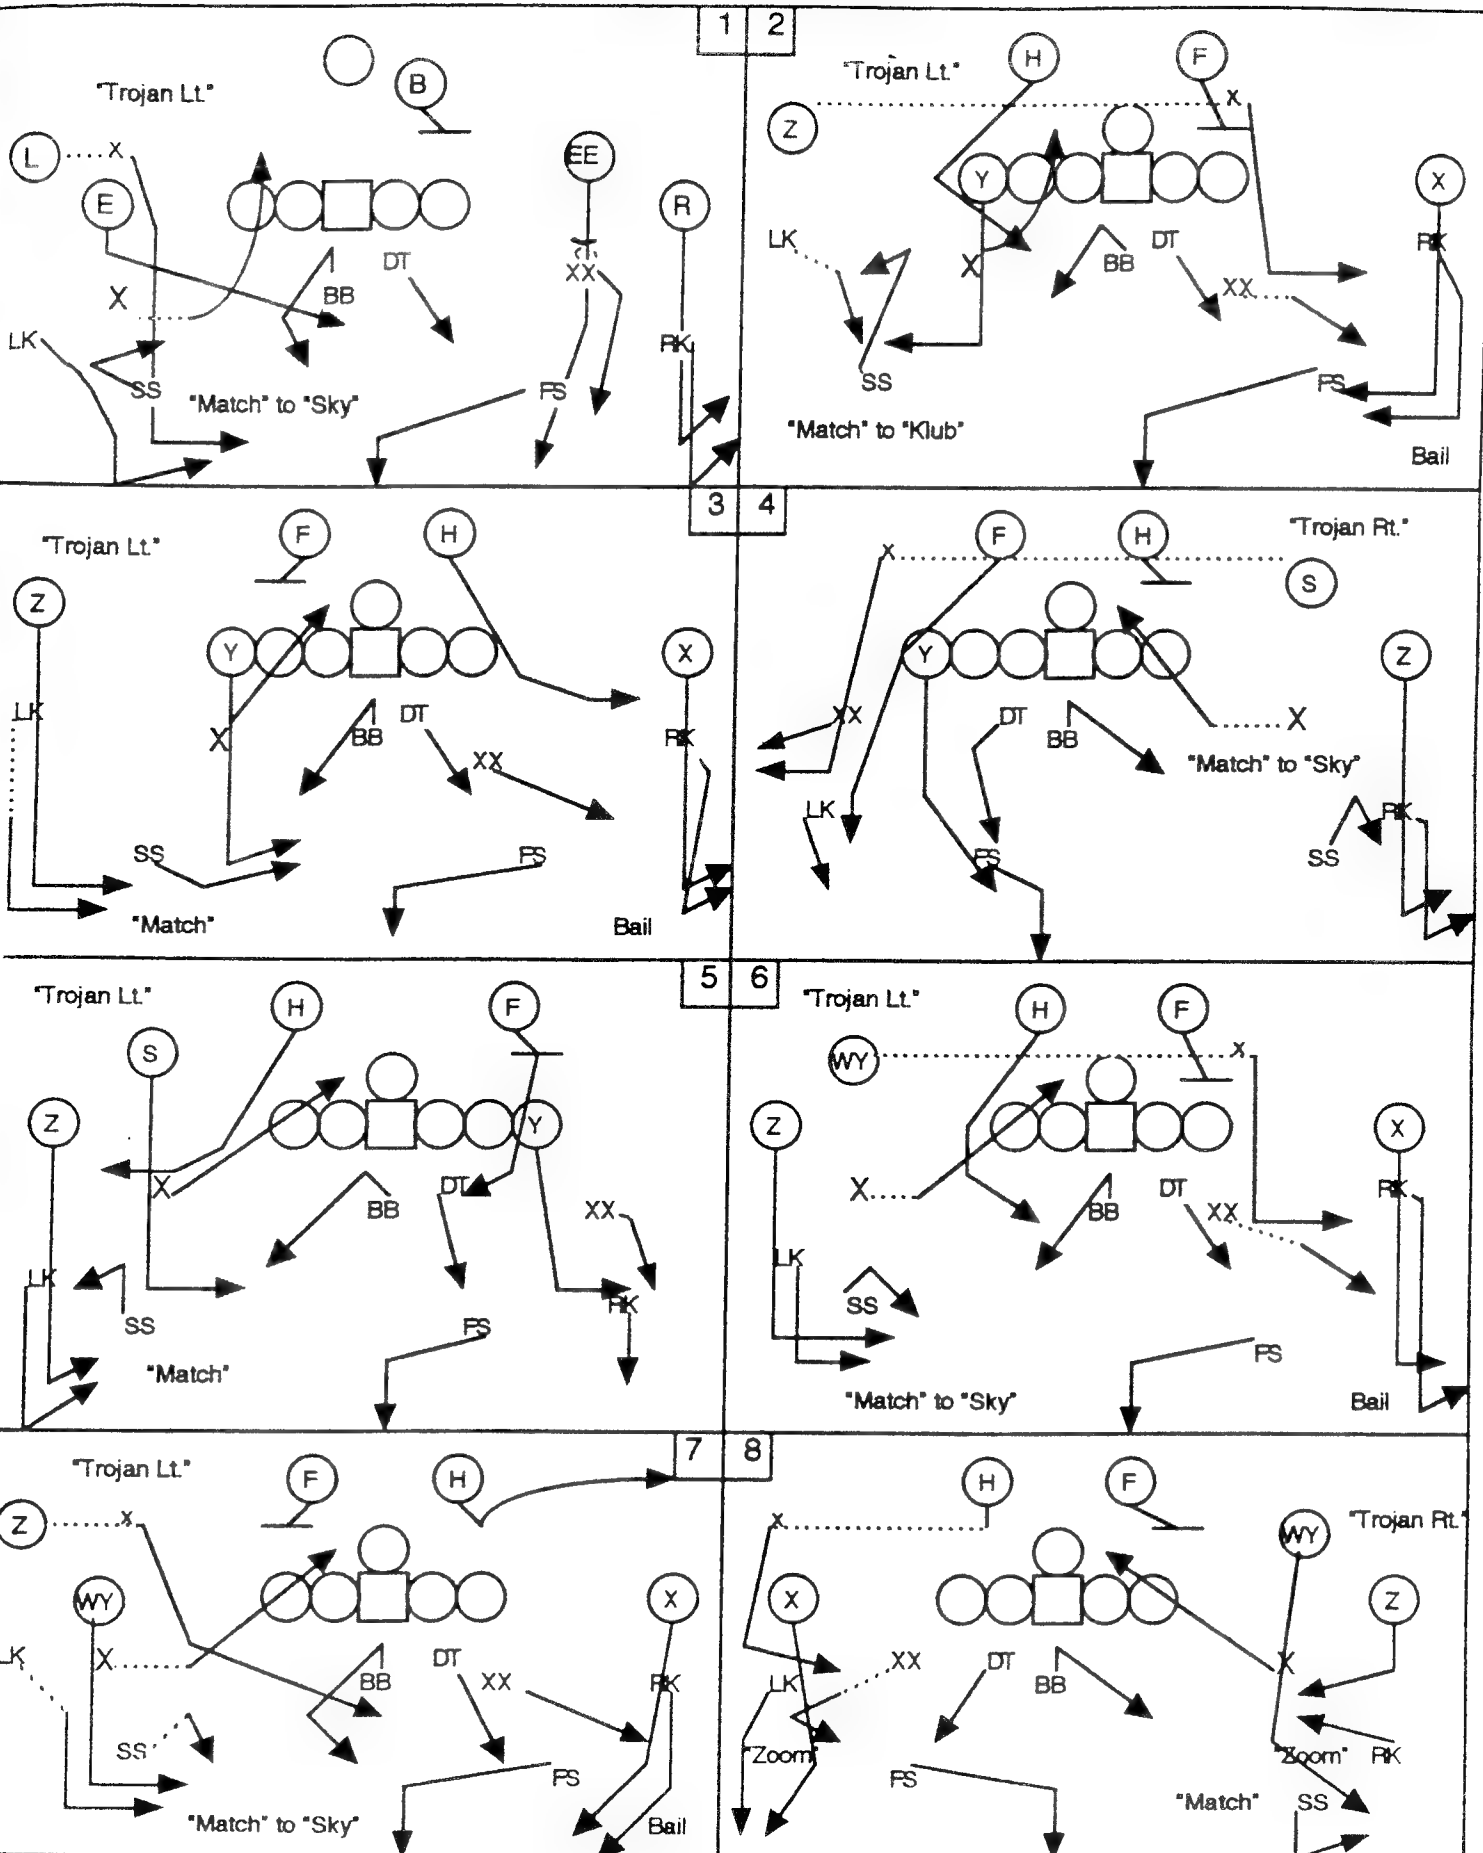 1 2
"Trojan Lt."
B
L
E
EE
R
X
BB
DT
XX
LK
RK
SS
FS
"Match" to "Sky"
"Trojan Lt."
H
F
Z
x
Y
X
LK
X
BB
DT
XX
RK
SS
FS
"Match" to "Klub"
Bail
3 4
"Trojan Lt."
F
H
Z
Y
X
LK
X
BB
DT
XX
RK
SS
FS
"Match"
Bail
"Trojan Rt."
x
F
H
S
Y
Z
XX
DT
BB
X
"Match" to "Sky"
LK
FS
SS
RK
5 6
"Trojan Lt."
H
F
S
Z
Y
X
BB
DT
XX
LK
RK
SS
FS
"Match"
"Trojan Lt."
H
F
WY
x
Z
X
X
BB
DT
XX
RK
LK
SS
FS
"Match" to "Sky"
Bail
7 8
"Trojan Lt."
F
H
Z
x
WY
X
LK
X
BB
DT
XX
RK
SS
FS
"Match" to "Sky"
Bail
H
F
x
WY
"Trojan Rt."
X
Z
XX
DT
BB
X
LK
"Zoom"
"Zoom"
RK
FS
"Match"
SS